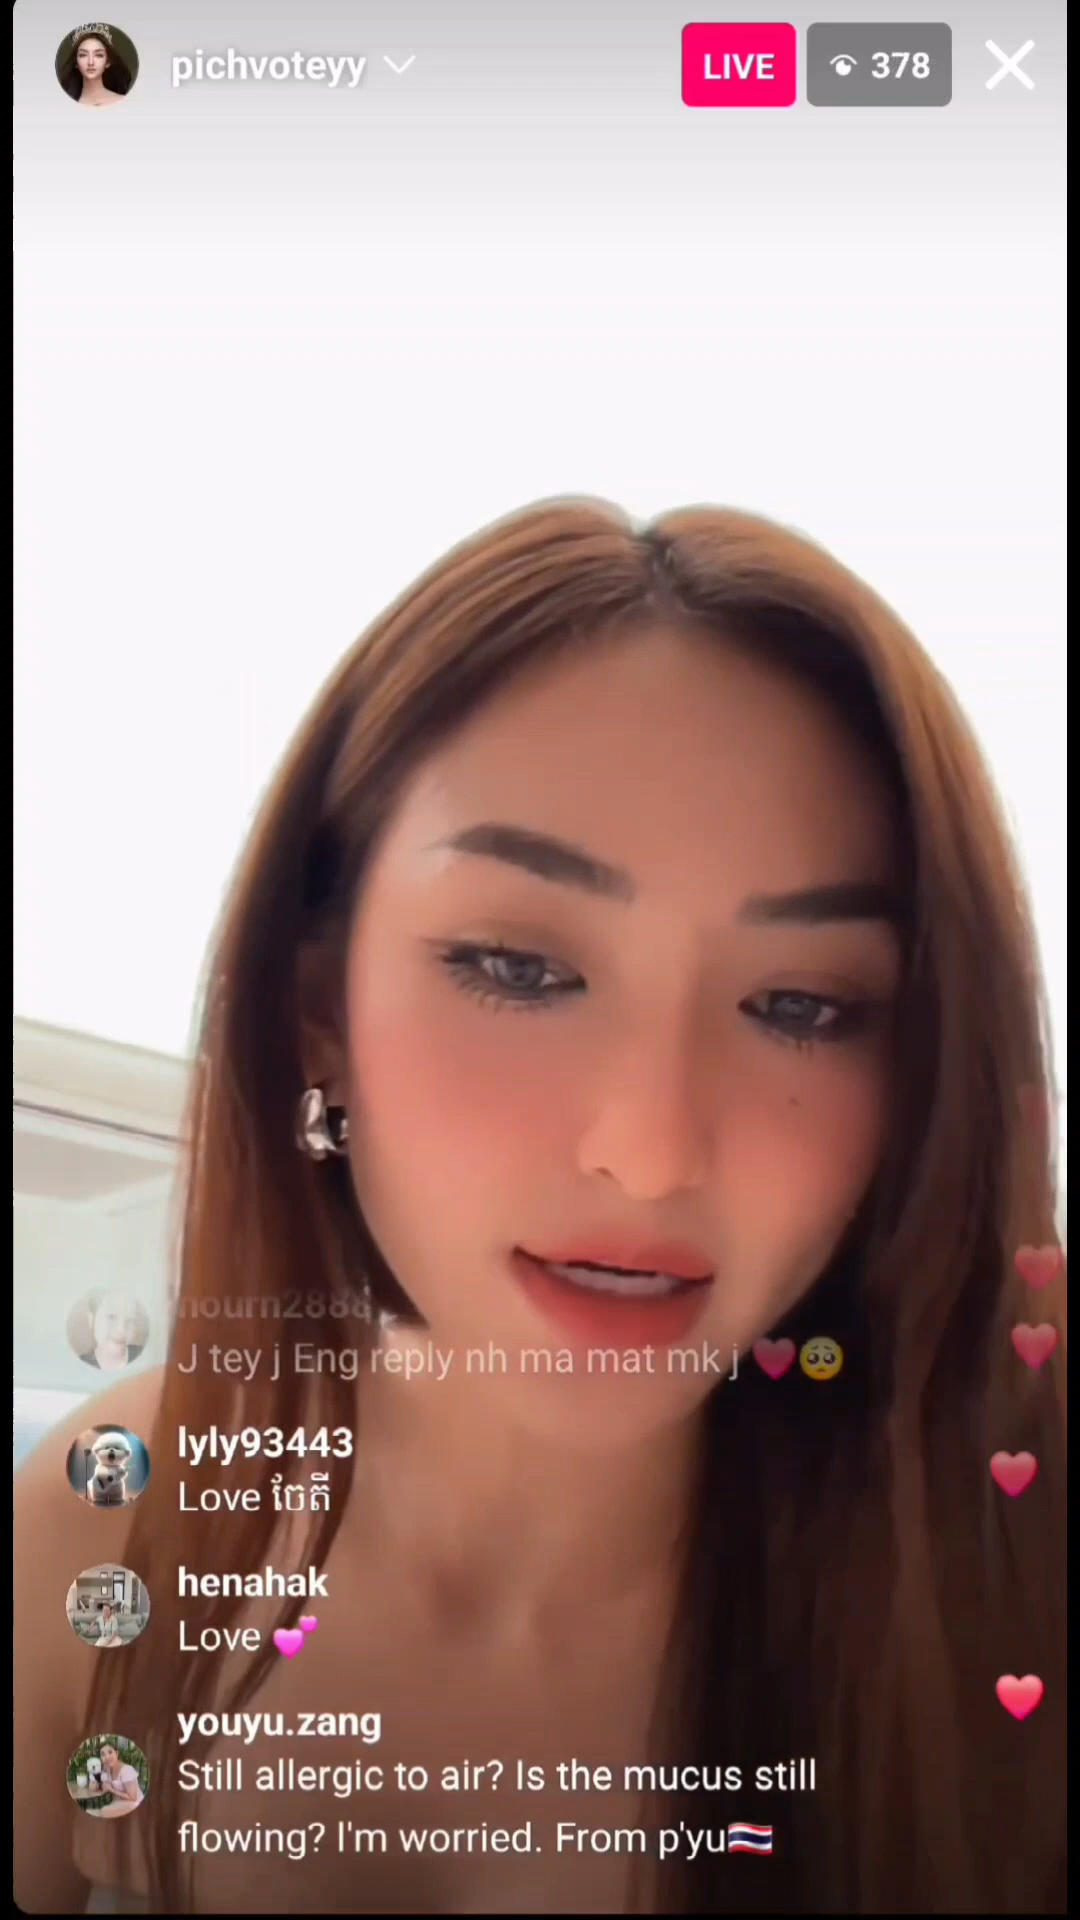 pichvoteyy
LIVE
378
J tey j Eng reply nh ma mat mk j 💗🥺
lyly93443
Love ចែតី
henahak
Love 💕
youyu.zang
Still allergic to air? Is the mucus still
flowing? I'm worried. From p'yu🇹🇭